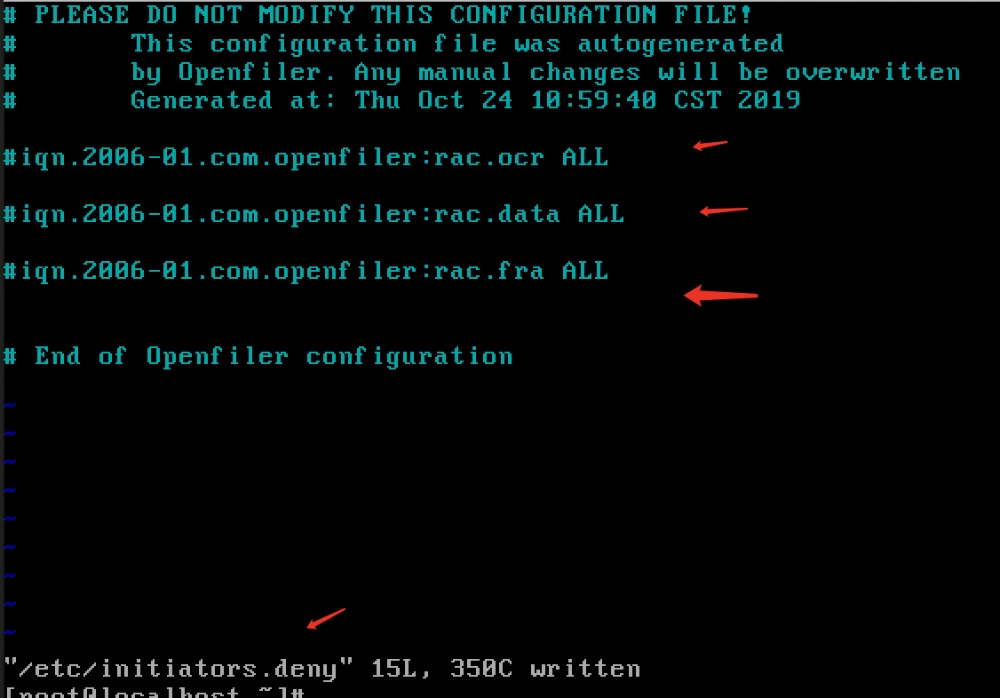 # PLEASE DO NOT MODIFY THIS CONFIGURATION FILE!
#       This configuration file was autogenerated
#       by Openfiler. Any manual changes will be overwritten
#       Generated at: Thu Oct 24 10:59:40 CST 2019
#iqn.2006-01.com.openfiler:rac.ocr ALL
#iqn.2006-01.com.openfiler:rac.data ALL
#iqn.2006-01.com.openfiler:rac.fra ALL
# End of Openfiler configuration
~
~
~
~
~
~
~
~
~
"/etc/initiators.deny" 15L, 350C written
[root@localhost ~]#